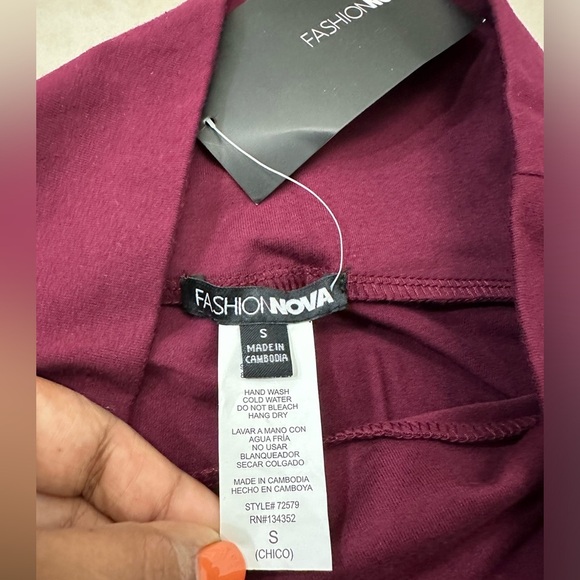 FASHIONNOVA
FASHIONNOVA
S
MADE IN
CAMBODIA
HAND WASH
COLD WATER
DO NOT BLEACH
HANG DRY
LAVAR A MANO CON
AGUA FRÍA
NO USAR
BLANQUEADOR
SECAR COLGADO
MADE IN CAMBODIA
HECHO EN CAMBOYA
STYLE# 72579
RN#134352
S
(CHICO)